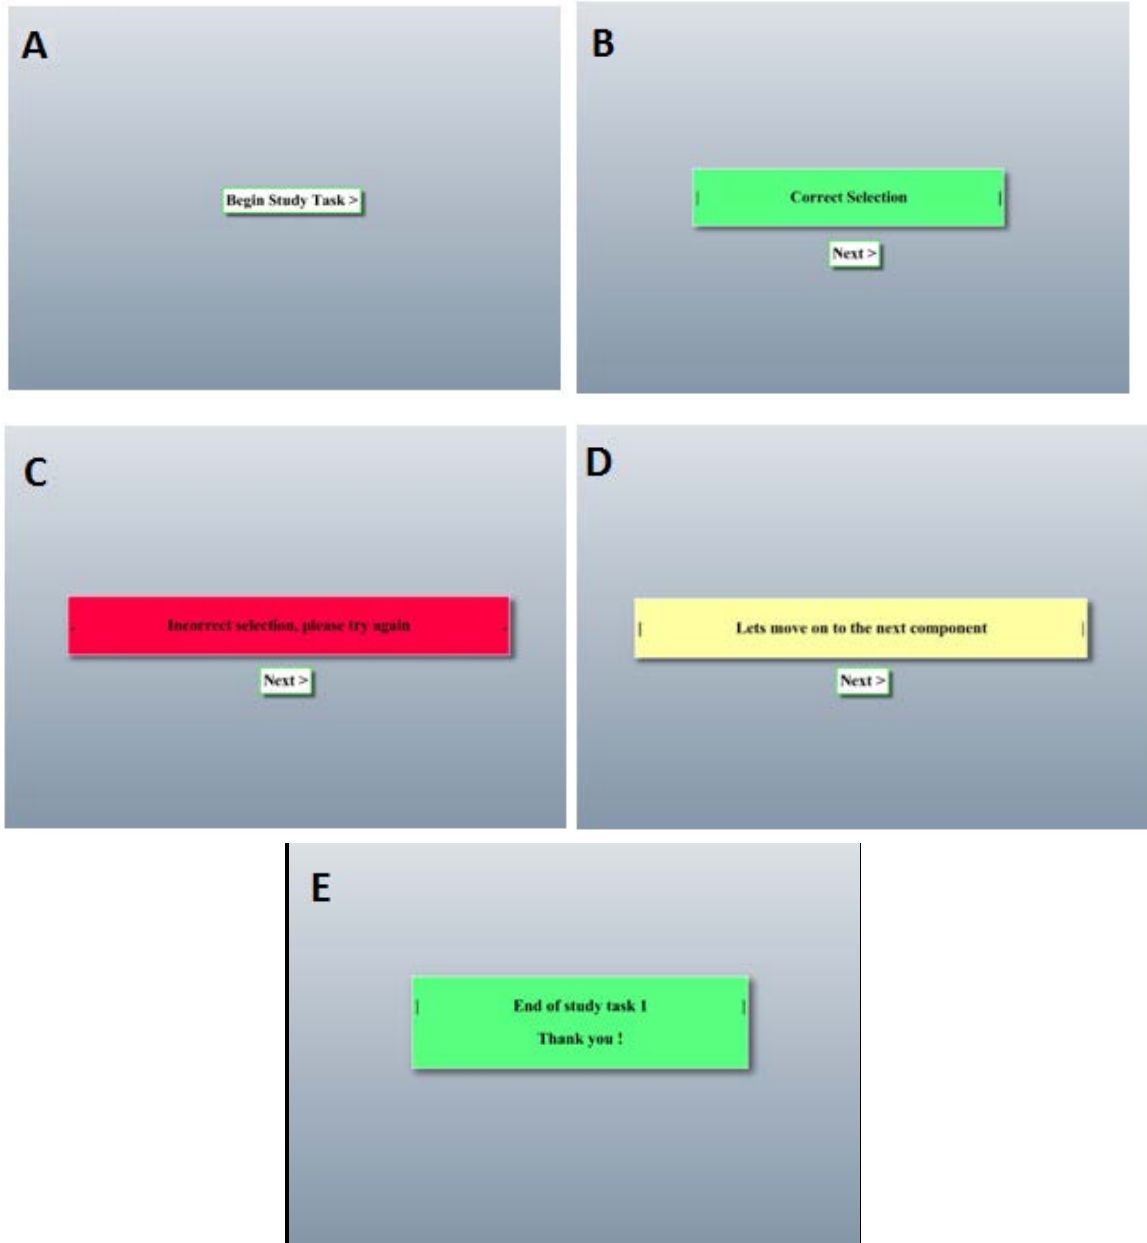 A
Begin Study Task >
B
Correct Selection
Next >
C
Incorrect selection, please try again
Next >
D
Lets move on to the next component
Next >
E
End of study task 1
Thank you !